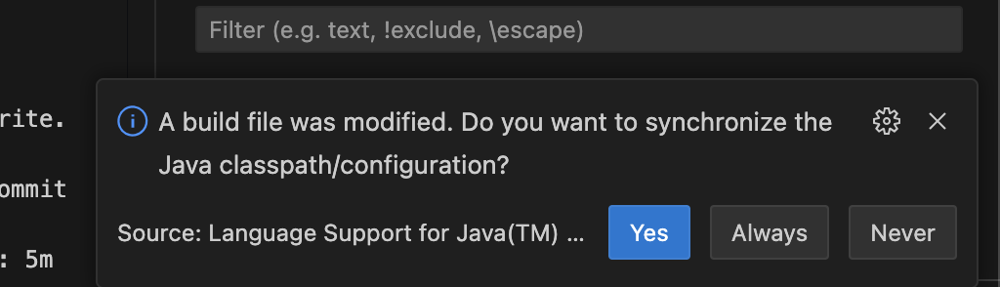 Filter (e.g. text, !exclude, \escape)
rite.
A build file was modified. Do you want to synchronize the
Java classpath/configuration?
ommit
Source: Language Support for Java(TM) ...
Yes
Always
Never
: 5m